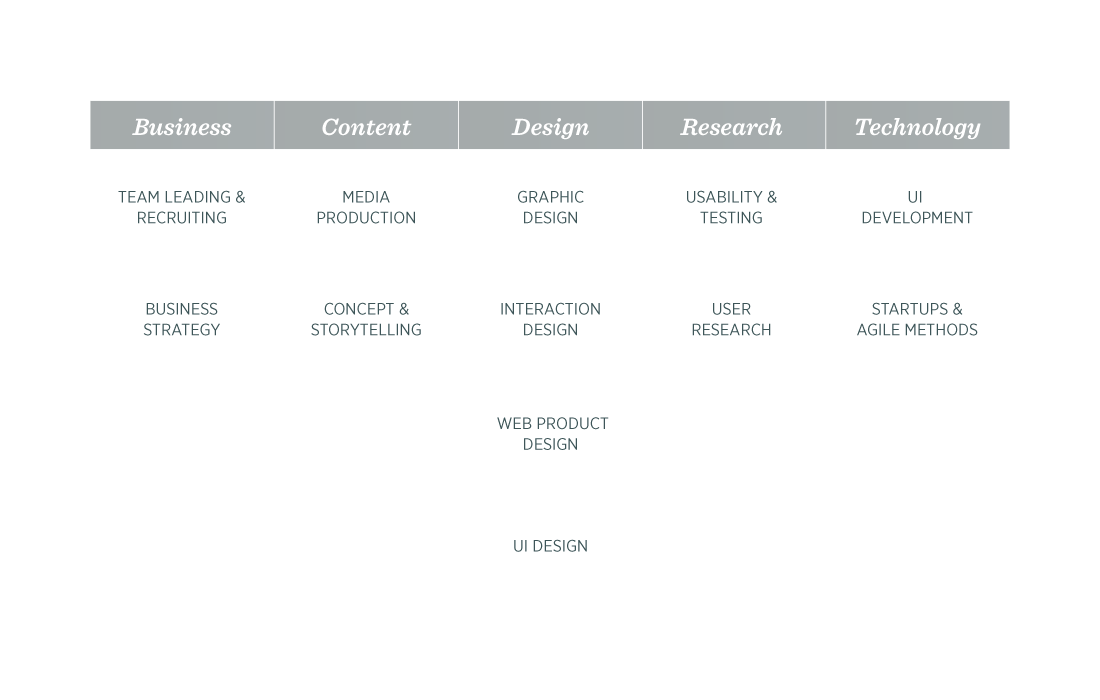 Business Content Design Research Technology
TEAM LEADING &
RECRUITING
MEDIA
PRODUCTION
GRAPHIC
DESIGN
USABILITY &
TESTING
UI
DEVELOPMENT
BUSINESS
STRATEGY
CONCEPT &
STORYTELLING
INTERACTION
DESIGN
USER
RESEARCH
STARTUPS &
AGILE METHODS
WEB PRODUCT
DESIGN
UI DESIGN